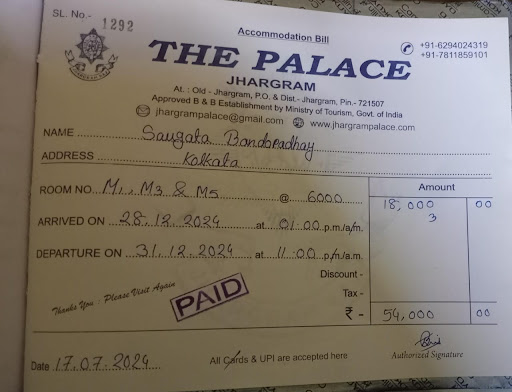 SL. No.- 1292
Accommodation Bill
+91-6294024319
+91-7811859101
THE PALACE
JHARGRAM
At. : Old - Jhargram, P.O. & Dist.- Jhargram, Pin.- 721507
Approved B & B Establishment by Ministry of Tourism, Govt. of India
jhargrampalace@gmail.com www.jhargrampalace.com
NAME Saugata Bandopadhay
ADDRESS Kolkata
ROOM NO. M1, M3 & M5 @ 6000
Amount
18,000 00
3
ARRIVED ON 28.12.2024 at 01:00 p.m./a.m.
DEPARTURE ON 31.12.2024 at 11:00 p.m./a.m.
Discount -
Tax -
Thanks You : Please Visit Again
PAID
₹ - 54,000 00
Date 17.07.2024 All Cards & UPI are accepted here
Authorized Signature